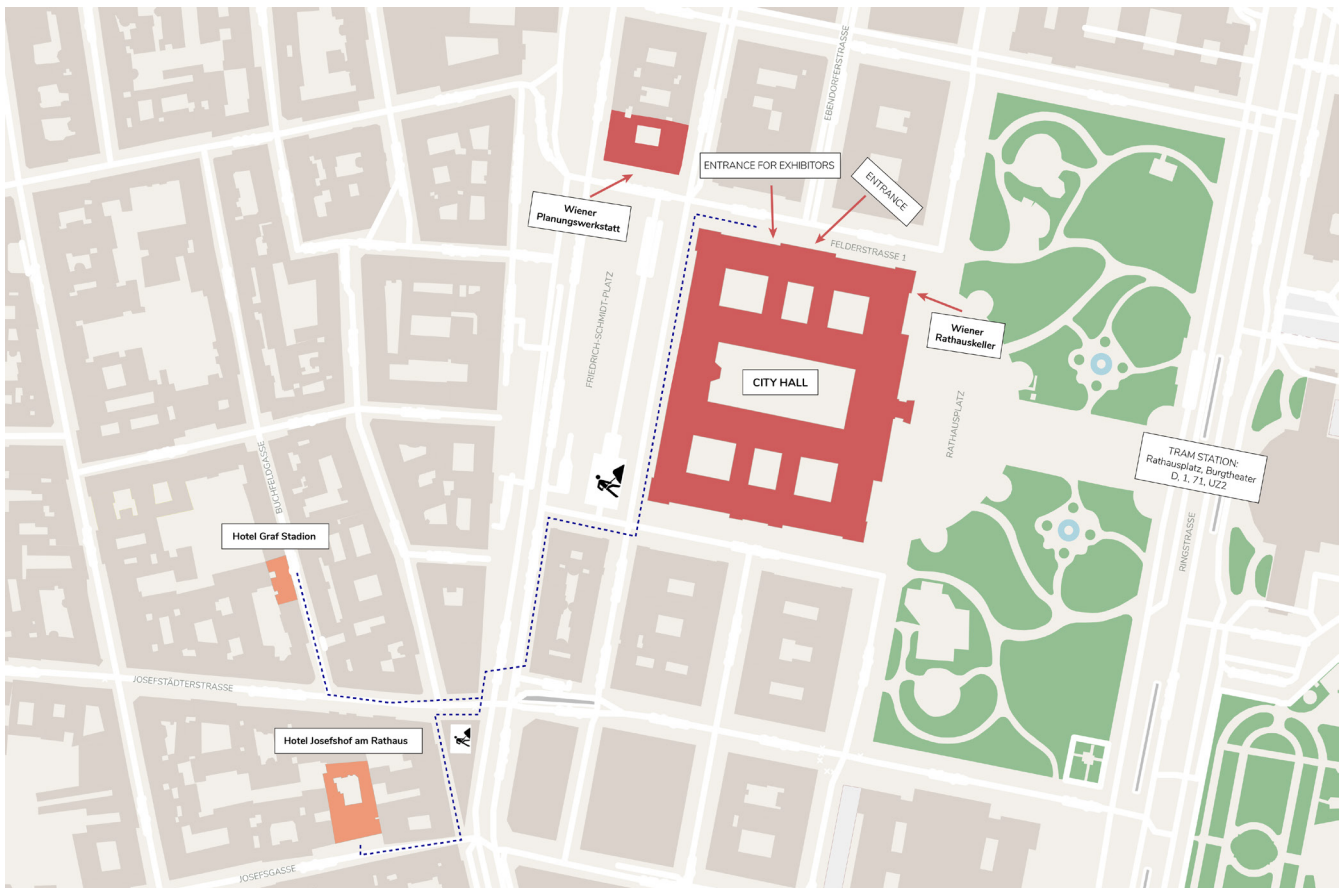 EBENDORFERSTRASSE
ENTRANCE FOR EXHIBITORS
ENTRANCE
Wiener
Planungswerkstatt
FELDERSTRASSE 1
FRIEDRICH-SCHMIDT-PLATZ
Wiener
Rathauskeller
CITY HALL
RATHAUSPLATZ
TRAM STATION:
Rathausplatz, Burgtheater
D, 1, 71, UZ2
BUCHFELDGASSE
RINGSTRASSE
Hotel Graf Stadion
JOSEFSTÄDTERSTRASSE
Hotel Josefshof am Rathaus
JOSEFSGASSE